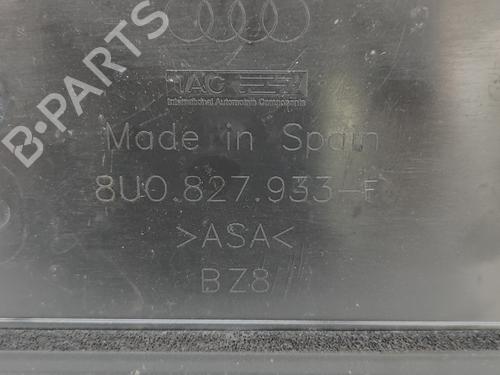 B-PARTS
IAC
International Automotive Components
Made in Spain
8U0.827.933-F
>ASA<
BZ8